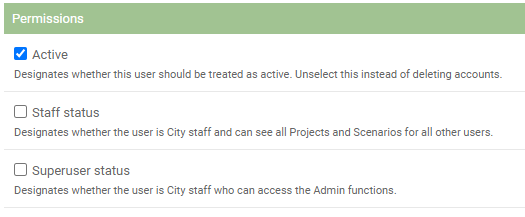 Permissions
Active
Designates whether this user should be treated as active. Unselect this instead of deleting accounts.
Staff status
Designates whether the user is City staff and can see all Projects and Scenarios for all other users.
Superuser status
Designates whether the user is City staff who can access the Admin functions.